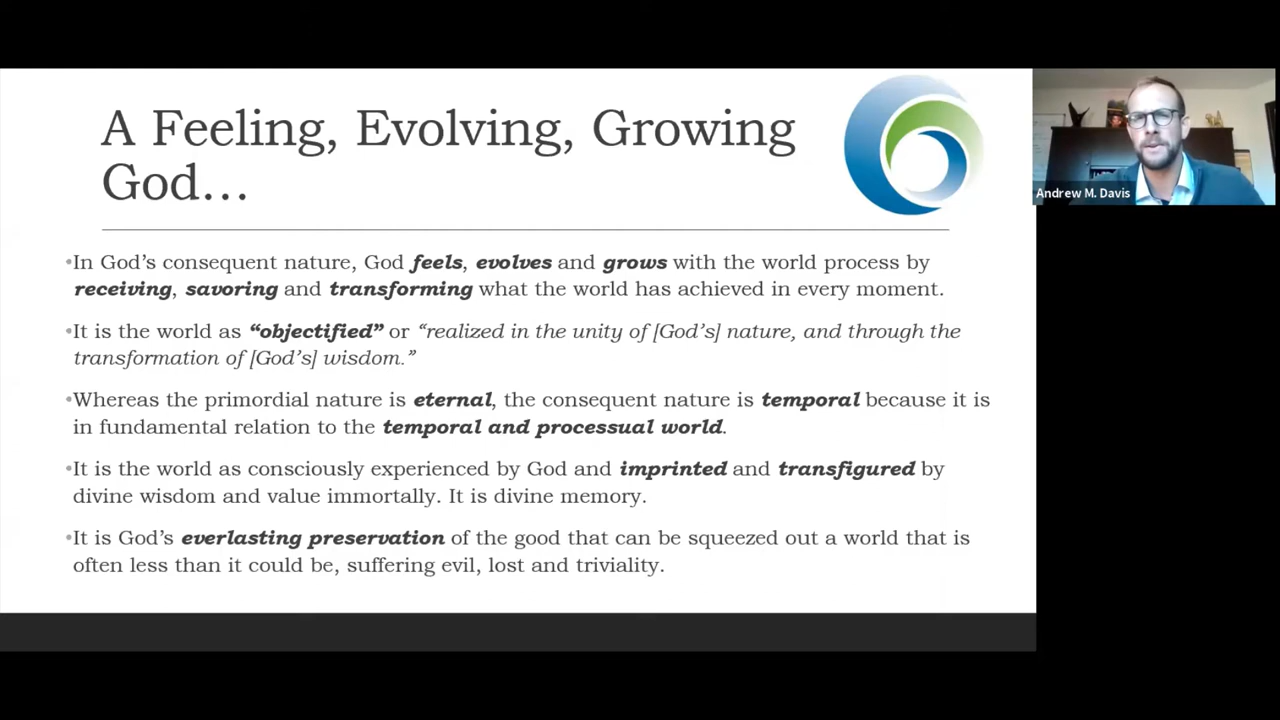 A Feeling, Evolving, Growing
God…
•In God’s consequent nature, God feels, evolves and grows with the world process by
receiving, savoring and transforming what the world has achieved in every moment.
•It is the world as “objectified” or “realized in the unity of [God’s] nature, and through the
transformation of [God’s] wisdom.”
•Whereas the primordial nature is eternal, the consequent nature is temporal because it is
in fundamental relation to the temporal and processual world.
•It is the world as consciously experienced by God and imprinted and transfigured by
divine wisdom and value immortally. It is divine memory.
•It is God’s everlasting preservation of the good that can be squeezed out a world that is
often less than it could be, suffering evil, lost and triviality.
Andrew M. Davis